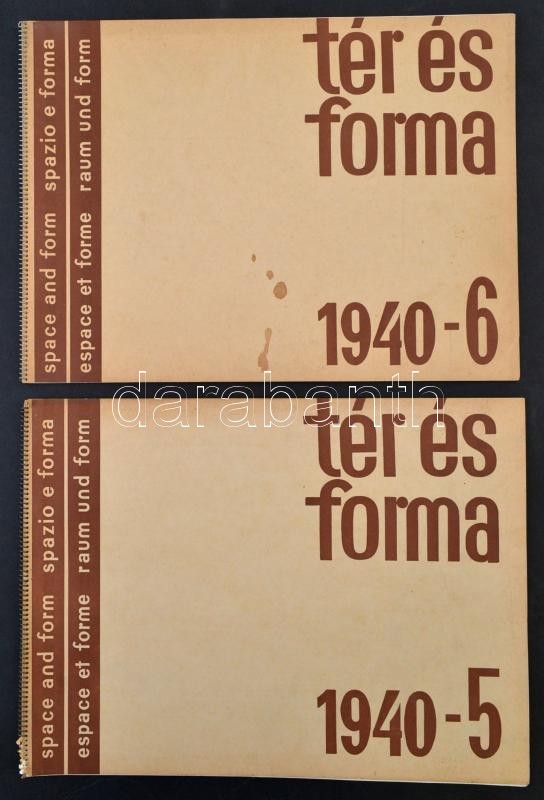 tér és
forma
space and form spazio e forma
espace et forme raum und form
1940-6
darabanth
tér és
forma
space and form spazio e forma
espace et forme raum und form
1940-5